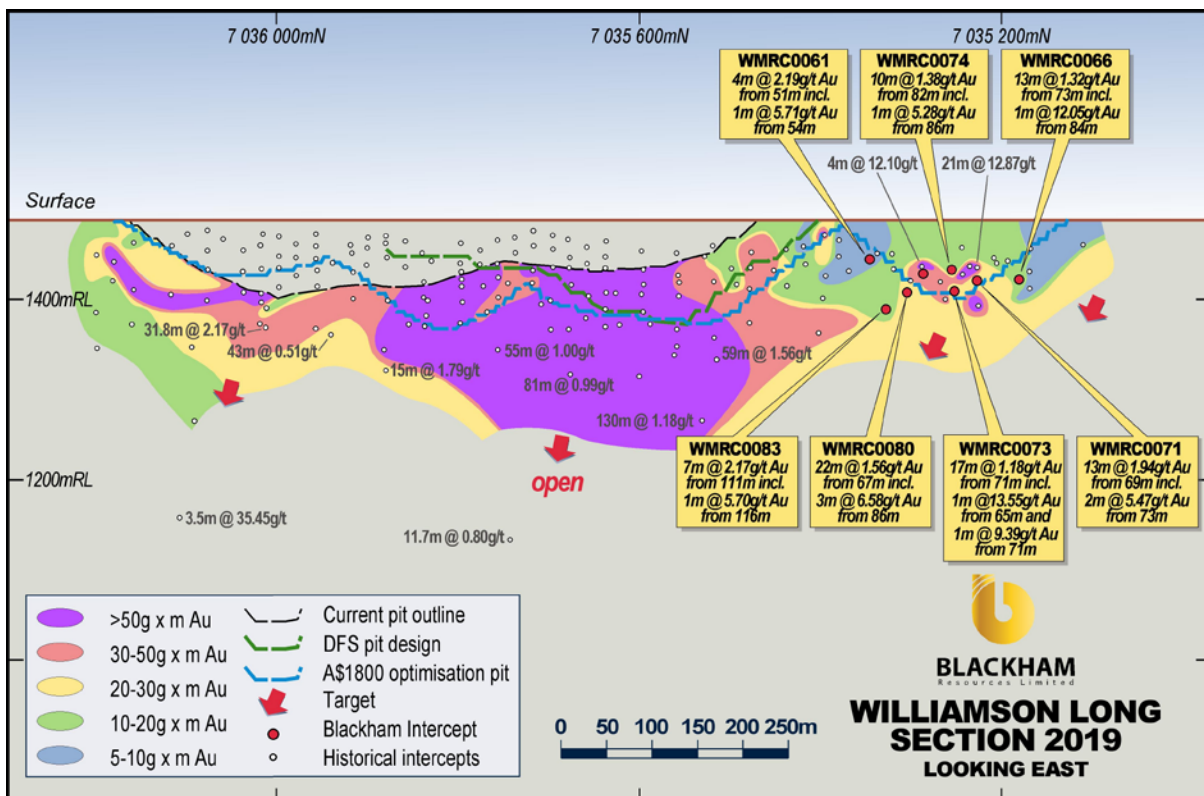 7 036 000mN
7 035 600mN
7 035 200mN
WMRC0061
4m @ 2.19g/t Au
from 51m incl.
1m @ 5.71g/t Au
from 54m
WMRC0074
10m @ 1.38g/t Au
from 82m incl.
1m @ 5.28g/t Au
from 86m
WMRC0066
13m @ 1.32g/t Au
from 73m incl.
1m @ 12.05g/t Au
from 84m
4m @ 12.10g/t
21m @ 12.87g/t
Surface
1400mRL
31.8m @ 2.17g/t
43m @ 0.51g/t
15m @ 1.79g/t
55m @ 1.00g/t
81m @ 0.99g/t
59m @ 1.56g/t
130m @ 1.18g/t
open
1200mRL
3.5m @ 35.45g/t
11.7m @ 0.80g/t
WMRC0083
7m @ 2.17g/t Au
from 111m incl.
1m @ 5.70g/t Au
from 116m
WMRC0080
22m @ 1.56g/t Au
from 67m incl.
3m @ 6.58g/t Au
from 86m
WMRC0073
17m @ 1.18g/t Au
from 71m incl.
1m @13.55g/t Au
from 65m and
1m @ 9.39g/t Au
from 71m
WMRC0071
13m @ 1.94g/t Au
from 69m incl.
2m @ 5.47g/t Au
from 73m
>50g x m Au
30-50g x m Au
20-30g x m Au
10-20g x m Au
5-10g x m Au
Current pit outline
DFS pit design
A$1800 optimisation pit
Target
Blackham Intercept
Historical intercepts
0 50 100 150 200 250m
BLACKHAM
Resources Limited
WILLIAMSON LONG
SECTION 2019
LOOKING EAST